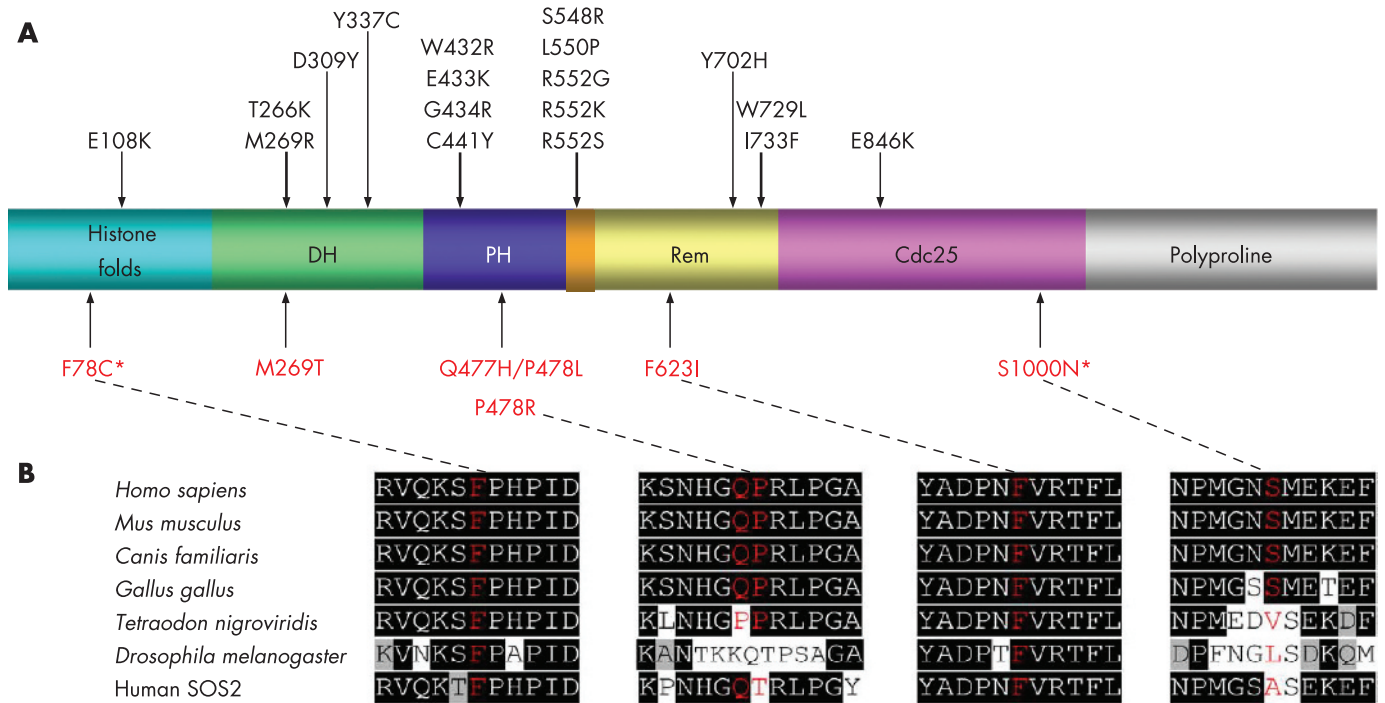 A
Y337C
S548R
W432R
L550P
D309Y
E433K
R552G
Y702H
T266K
G434R
R552K
W729L
E108K
M269R
C441Y
R552S
I733F
E846K
Histone
folds
DH
PH
Rem
Cdc25
Polyproline
F78C*
M269T
Q477H/P478L
F623I
S1000N*
P478R
B
Homo sapiens RVQKSFPHPID KSNHGQPRLPGA YADPNFVRTFL NPMGNSMEKEF
Mus musculus RVQKSFPHPID KSNHGQPRLPGA YADPNFVRTFL NPMGNSMEKEF
Canis familiaris RVQKSFPHPID KSNHGQPRLPGA YADPNFVRTFL NPMGNSMEKEF
Gallus gallus RVQKSFPHPID KSNHGQPRLPGA YADPNFVRTFL NPMGSSMETEF
Tetraodon nigroviridis RVQKSFPHPID KLNHGPPRLPGA YADPNFVRTFL NPMEDVSEKDF
Drosophila melanogaster KVNKSFPAPID KANTKKQTPSAGA YADPTFVRTFL DPFNGLSDKQM
Human SOS2 RVQKTFPHPID KPNHGQTRLPGY YADPNFVRTFL NPMGSASEKEF